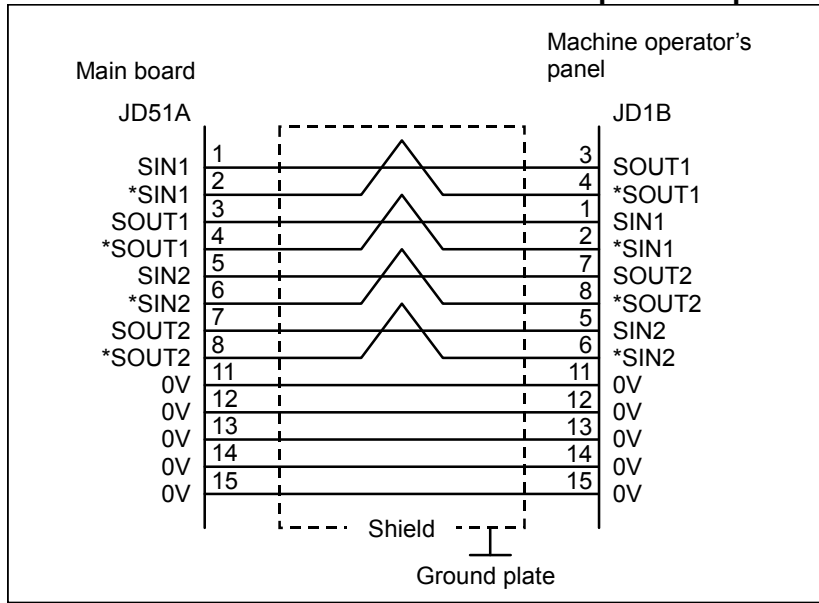 Machine operator's
panel
Main board
JD51A
JD1B
SIN1 1 3 SOUT1
*SIN1 2 4 *SOUT1
SOUT1 3 1 SIN1
*SOUT1 4 2 *SIN1
SIN2 5 7 SOUT2
*SIN2 6 8 *SOUT2
SOUT2 7 5 SIN2
*SOUT2 8 6 *SIN2
0V 11 11 0V
0V 12 12 0V
0V 13 13 0V
0V 14 14 0V
0V 15 15 0V
Shield
Ground plate